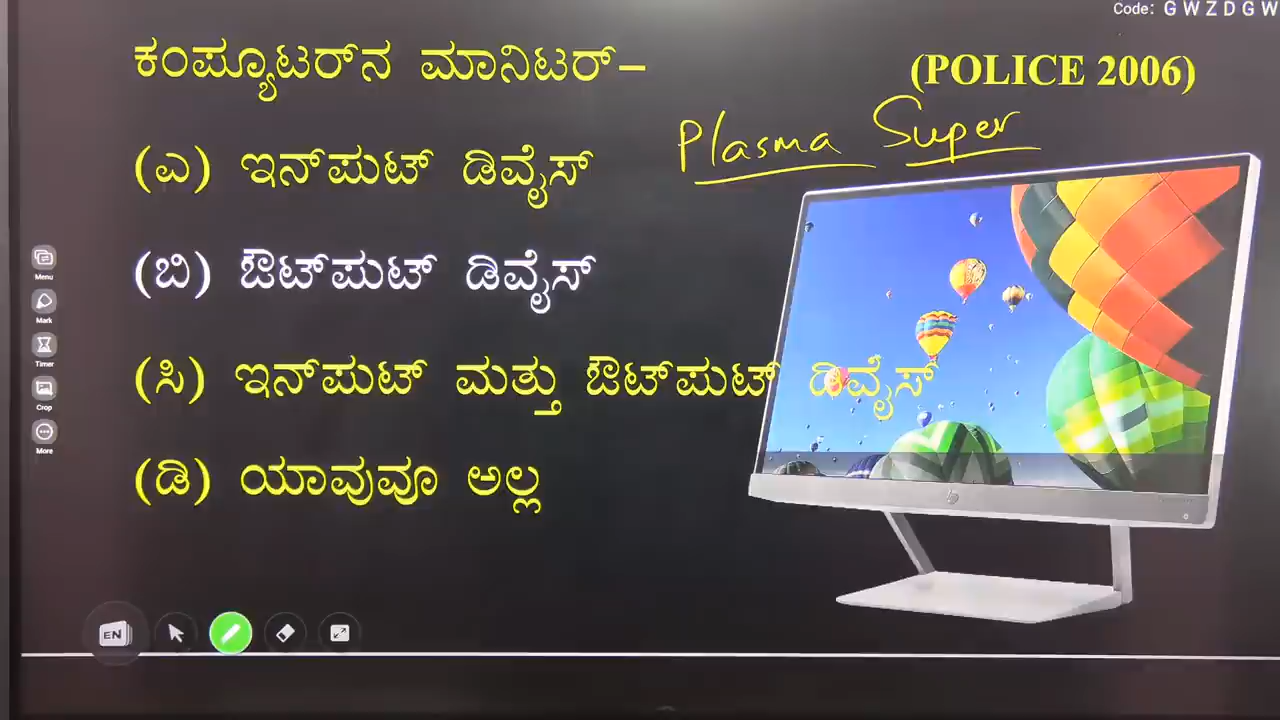 Code: G W Z D G W
ಕಂಪ್ಯೂಟರ್‌ನ ಮಾನಿಟರ್–
(POLICE 2006)
Plasma Super
(ಎ) ಇನ್‌ಪುಟ್ ಡಿವೈಸ್
(ಬಿ) ಔಟ್‌ಪುಟ್ ಡಿವೈಸ್
(ಸಿ) ಇನ್‌ಪುಟ್ ಮತ್ತು ಔಟ್‌ಪುಟ್ ಡಿವೈಸ್
(ಡಿ) ಯಾವುವೂ ಅಲ್ಲ
Menu
Mark
Timer
Crop
More
EN
hp